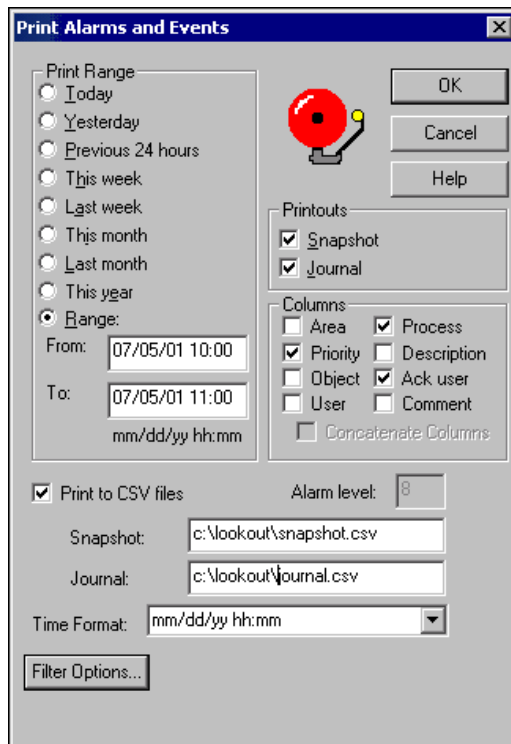 Print Alarms and Events
Print Range
Today
Yesterday
Previous 24 hours
This week
Last week
This month
Last month
This year
Range:
From: 07/05/01 10:00
To: 07/05/01 11:00
mm/dd/yy hh:mm
OK
Cancel
Help
Printouts
Snapshot
Journal
Columns
Area Process
Priority Description
Object Ack user
User Comment
Concatenate Columns
Print to CSV files Alarm level: 8
Snapshot: c:\lookout\snapshot.csv
Journal: c:\lookout\journal.csv
Time Format: mm/dd/yy hh:mm
Filter Options...